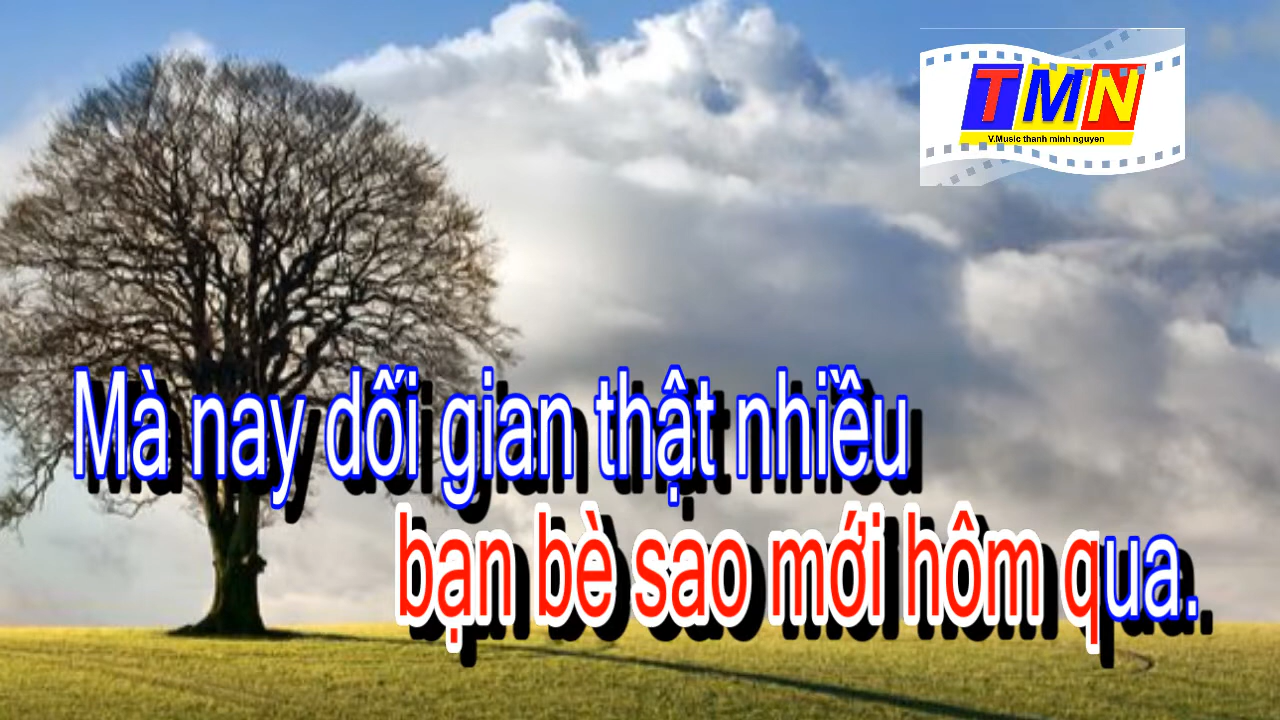 TMN
V.Music thanh minh nguyen
Mà nay dối gian thật nhiều
bạn bè sao mới hôm qua.